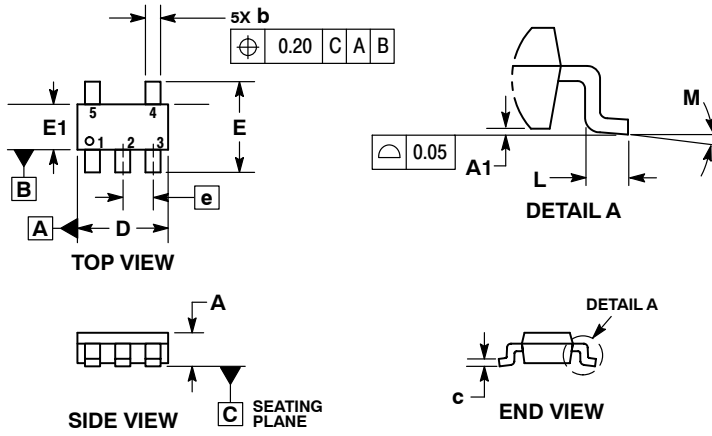 5X b
⌖ 0.20 C A B
5 4
E1
E
1 2 3
B
e
A
D
TOP VIEW
M
⌓ 0.05
A1
L
DETAIL A
A
C SEATING
PLANE
SIDE VIEW
DETAIL A
c
END VIEW